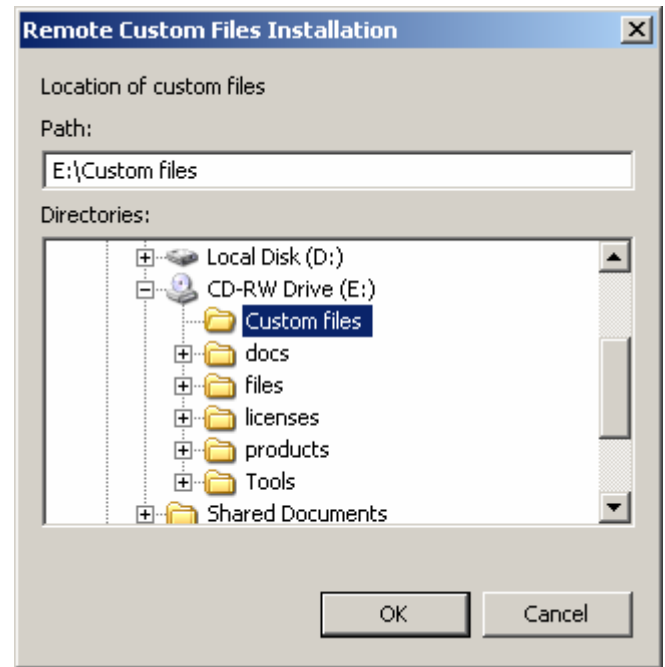 Remote Custom Files Installation
Location of custom files
Path:
E:\Custom files
Directories:
Local Disk (D:)
CD-RW Drive (E:)
Custom files
docs
files
licenses
products
Tools
Shared Documents
OK Cancel